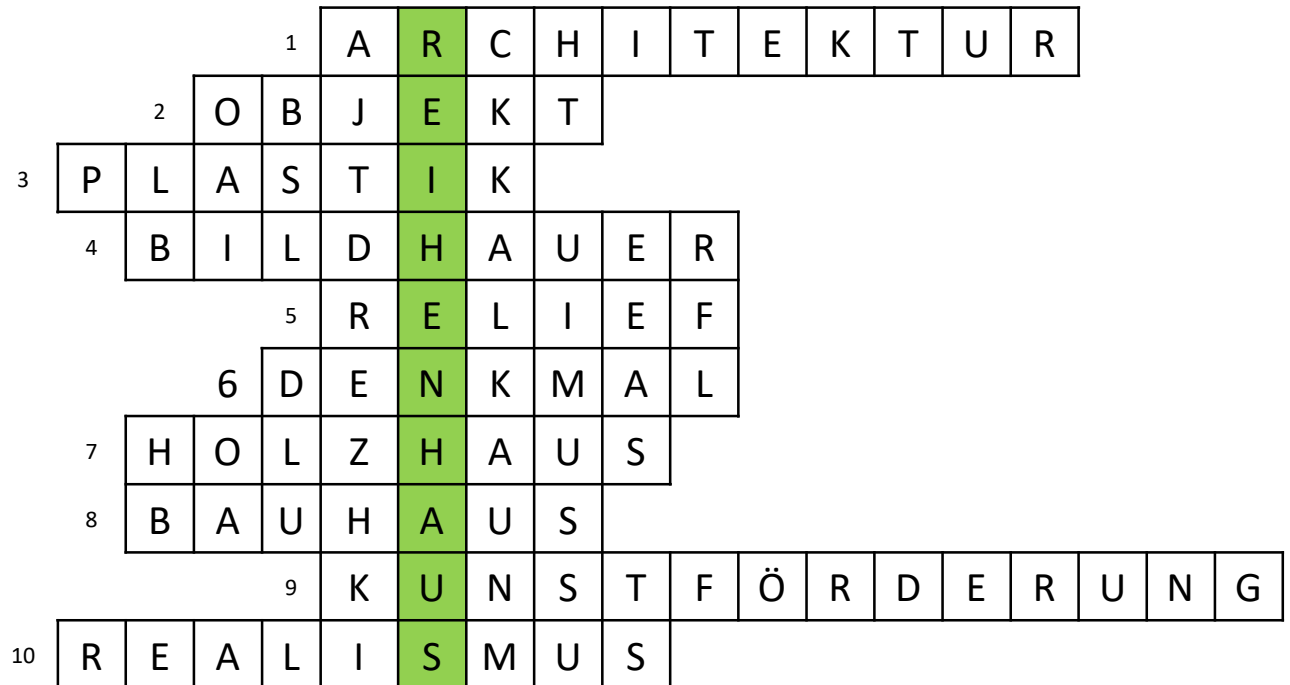 1 ARCHITEKTUR
2 OBJEKT
3 PLASTIK
4 BILDHAUER
5 RELIEF
6 DENKMAL
7 HOLZHAUS
8 BAUHAUS
9 KUNSTFÖRDERUNG
10 REALISMUS